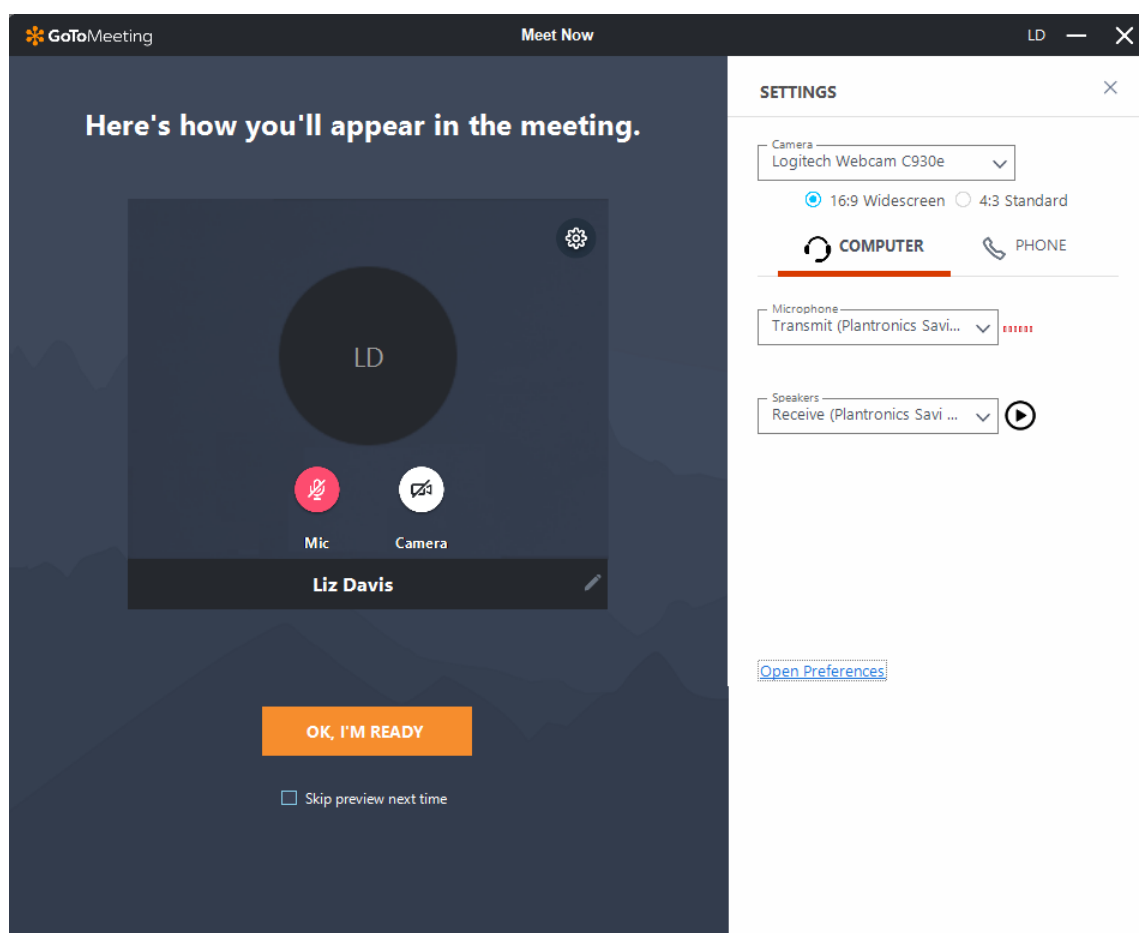 GoToMeeting
Meet Now
LD
Here's how you'll appear in the meeting.
LD
Mic
Camera
Liz Davis
OK, I'M READY
Skip preview next time
SETTINGS
Camera
Logitech Webcam C930e
16:9 Widescreen
4:3 Standard
COMPUTER
PHONE
Microphone
Transmit (Plantronics Savi...
Speakers
Receive (Plantronics Savi ...
Open Preferences